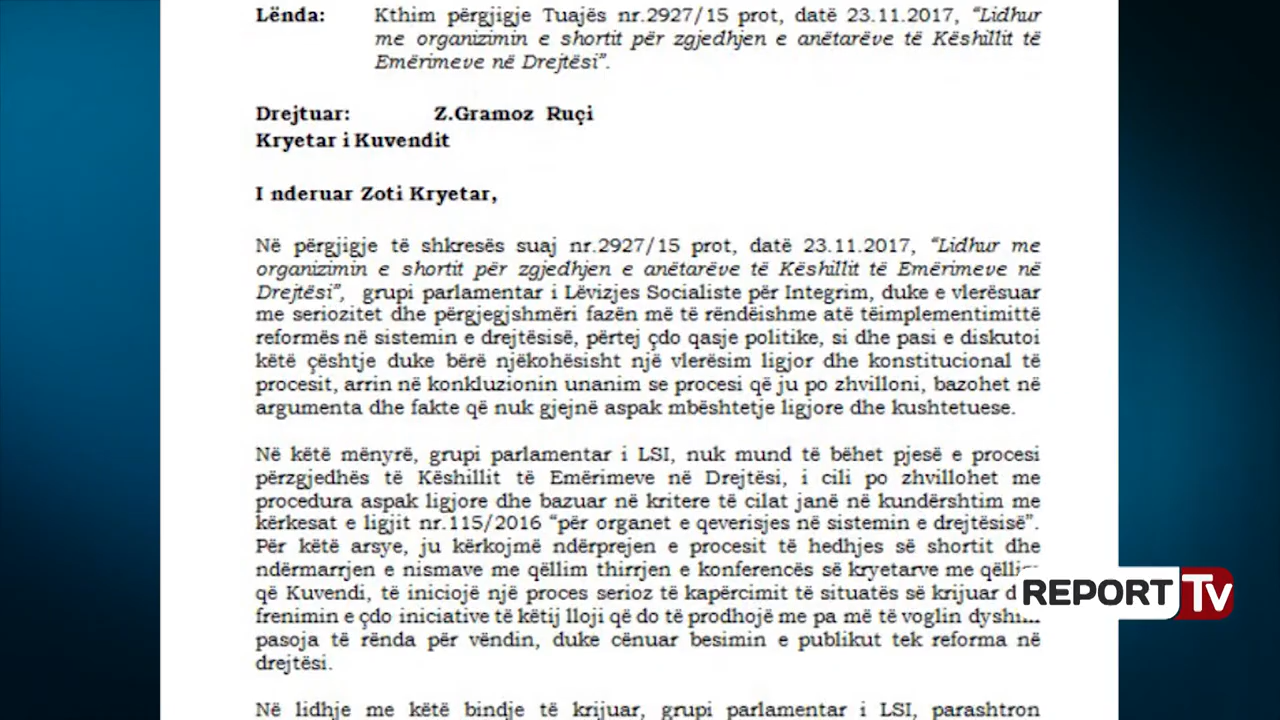 Lënda: Kthim përgjigje Tuajës nr.2927/15 prot, datë 23.11.2017, “Lidhur
me organizimin e shortit për zgjedhjen e anëtarëve të Këshillit të
Emërimeve në Drejtësi”.
Drejtuar: Z.Gramoz Ruçi
Kryetar i Kuvendit
I nderuar Zoti Kryetar,
Në përgjigje të shkresës suaj nr.2927/15 prot, datë 23.11.2017, “Lidhur me
organizimin e shortit për zgjedhjen e anëtarëve të Këshillit të Emërimeve në
Drejtësi”, grupi parlamentar i Lëvizjes Socialiste për Integrim, duke e vlerësuar
me seriozitet dhe përgjegjshmëri fazën më të rëndëishme atë tëimplementimittë
reformës në sistemin e drejtësisë, përtej çdo qasje politike, si dhe pasi e diskutoi
këtë çështje duke bërë njëkohësisht një vlerësim ligjor dhe konstitucional të
procesit, arrin në konkluzionin unanim se procesi që ju po zhvilloni, bazohet në
argumenta dhe fakte që nuk gjejnë aspak mbështetje ligjore dhe kushtetuese.
Në këtë mënyrë, grupi parlamentar i LSI, nuk mund të bëhet pjesë e procesi
përzgjedhës të Këshillit të Emërimeve në Drejtësi, i cili po zhvillohet me
procedura aspak ligjore dhe bazuar në kritere të cilat janë në kundërshtim me
kërkesat e ligjit nr.115/2016 “për organet e qeverisjes në sistemin e drejtësisë”.
Për këtë arsye, ju kërkojmë ndërprejen e procesit të hedhjes së shortit dhe
ndërmarrjen e nismave me qëllim thirrjen e konferencës së kryetarve me
që Kuvendi, të iniciojë një proces serioz të kapërcimit të situatës së krijuar
frenimin e çdo iniciative të këtij lloji që do të prodhojë me pa më të voglin
pasoja të rënda për vëndin, duke cënuar besimin e publikut tek reforma në
drejtësi.
Në lidhje me këtë bindje të krijuar, grupi parlamentar i LSI, parashtron
REPORT TV